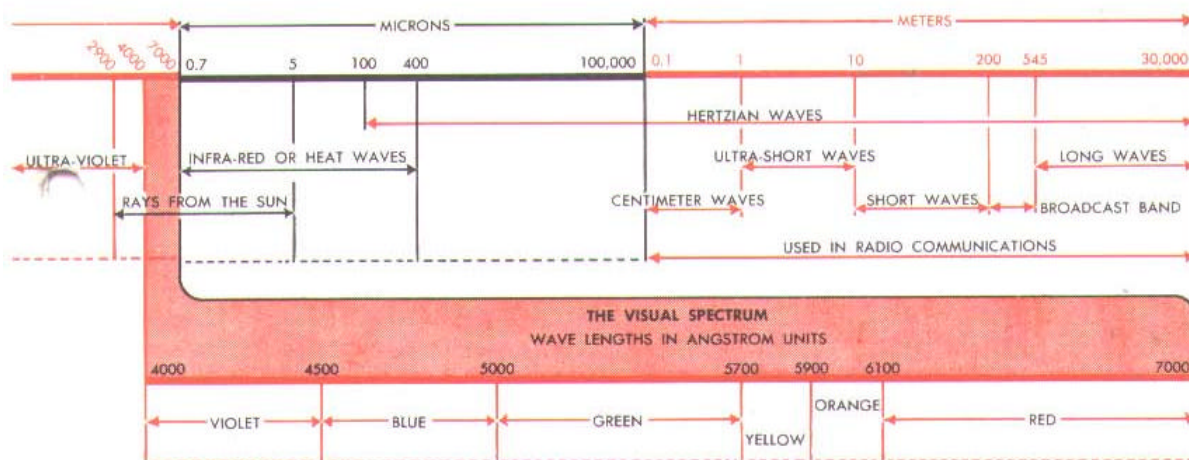 MICRONS METERS
2900 4000 7000 0.7 5 100 400 100,000 0.1 1 10 200 545 30,000
HERTZIAN WAVES
ULTRA-VIOLET INFRA-RED OR HEAT WAVES ULTRA-SHORT WAVES LONG WAVES
RAYS FROM THE SUN CENTIMETER WAVES SHORT WAVES BROADCAST BAND
USED IN RADIO COMMUNICATIONS
THE VISUAL SPECTRUM
WAVE LENGTHS IN ANGSTROM UNITS
4000 4500 5000 5700 5900 6100 7000
ORANGE
VIOLET BLUE GREEN RED
YELLOW